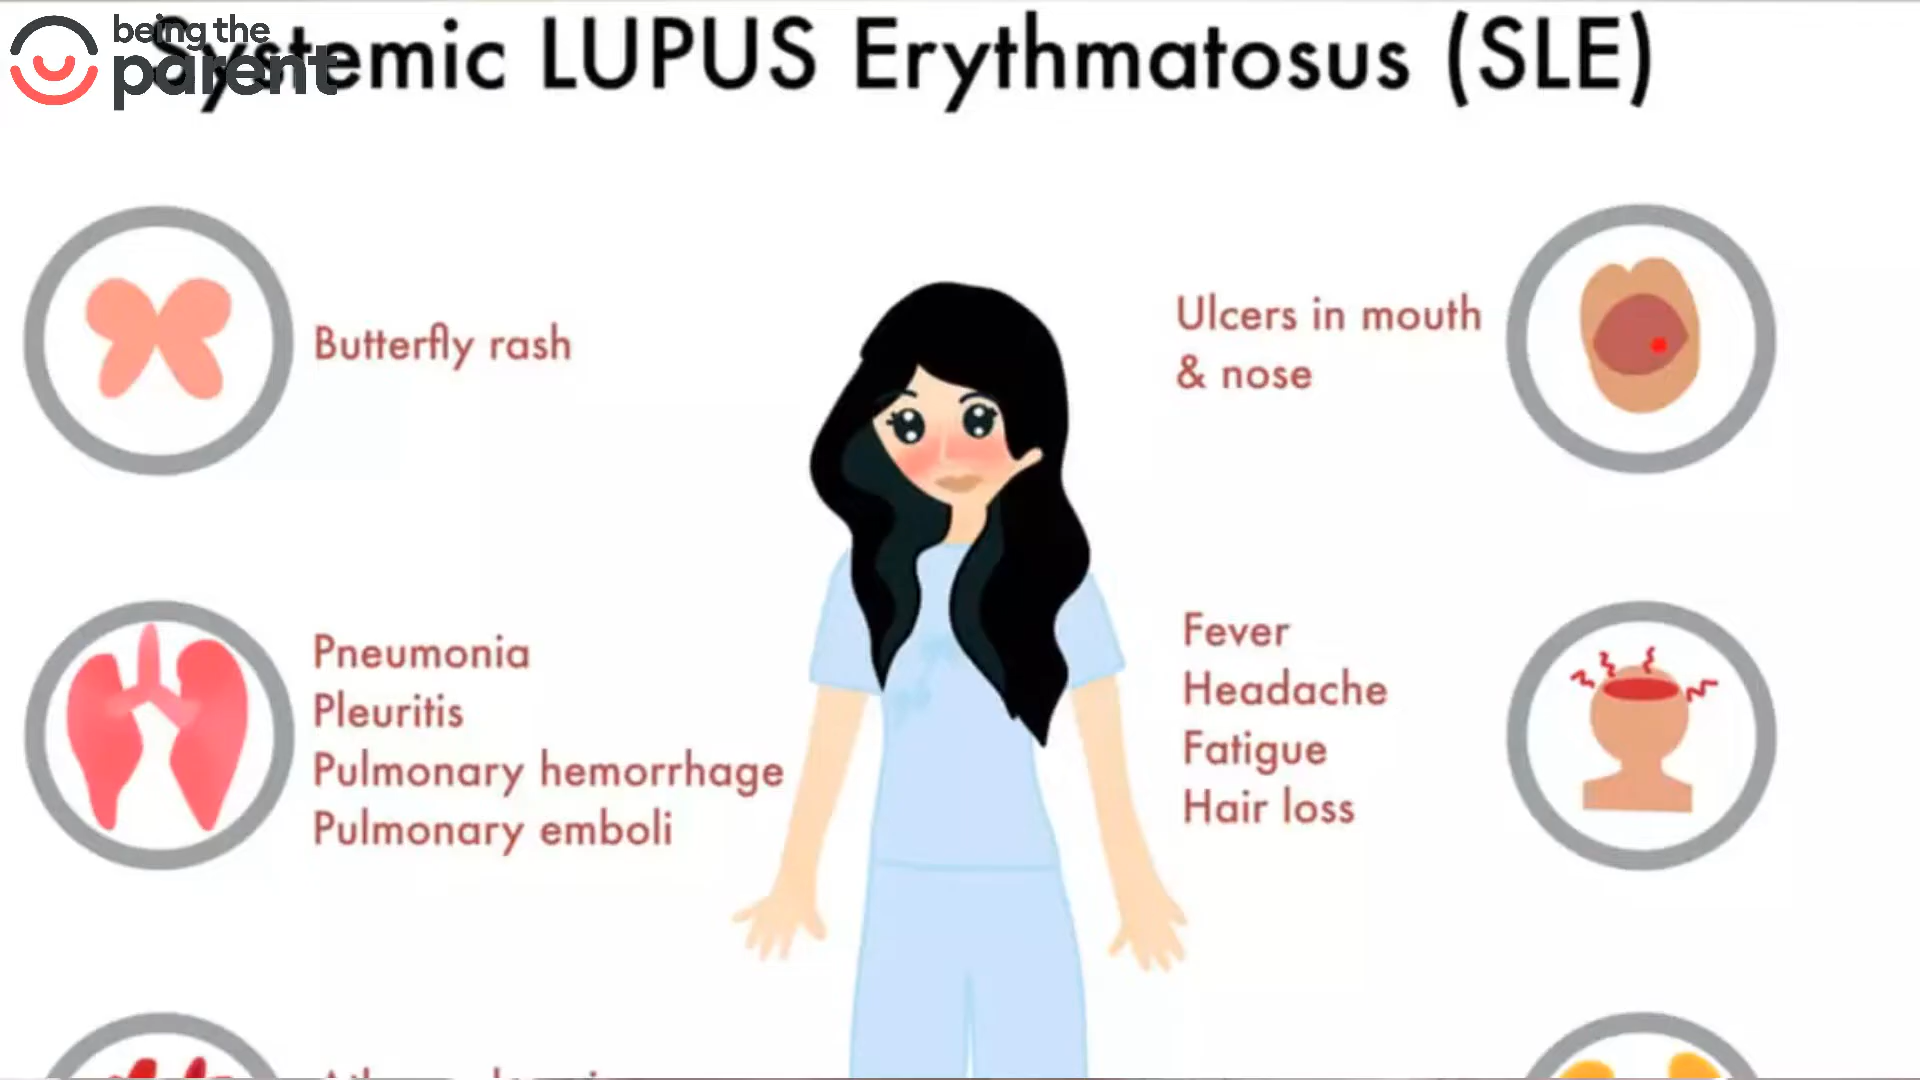 being the
parent
Systemic LUPUS Erythmatosus (SLE)
Butterfly rash
Ulcers in mouth
& nose
Pneumonia
Pleuritis
Pulmonary hemorrhage
Pulmonary emboli
Fever
Headache
Fatigue
Hair loss